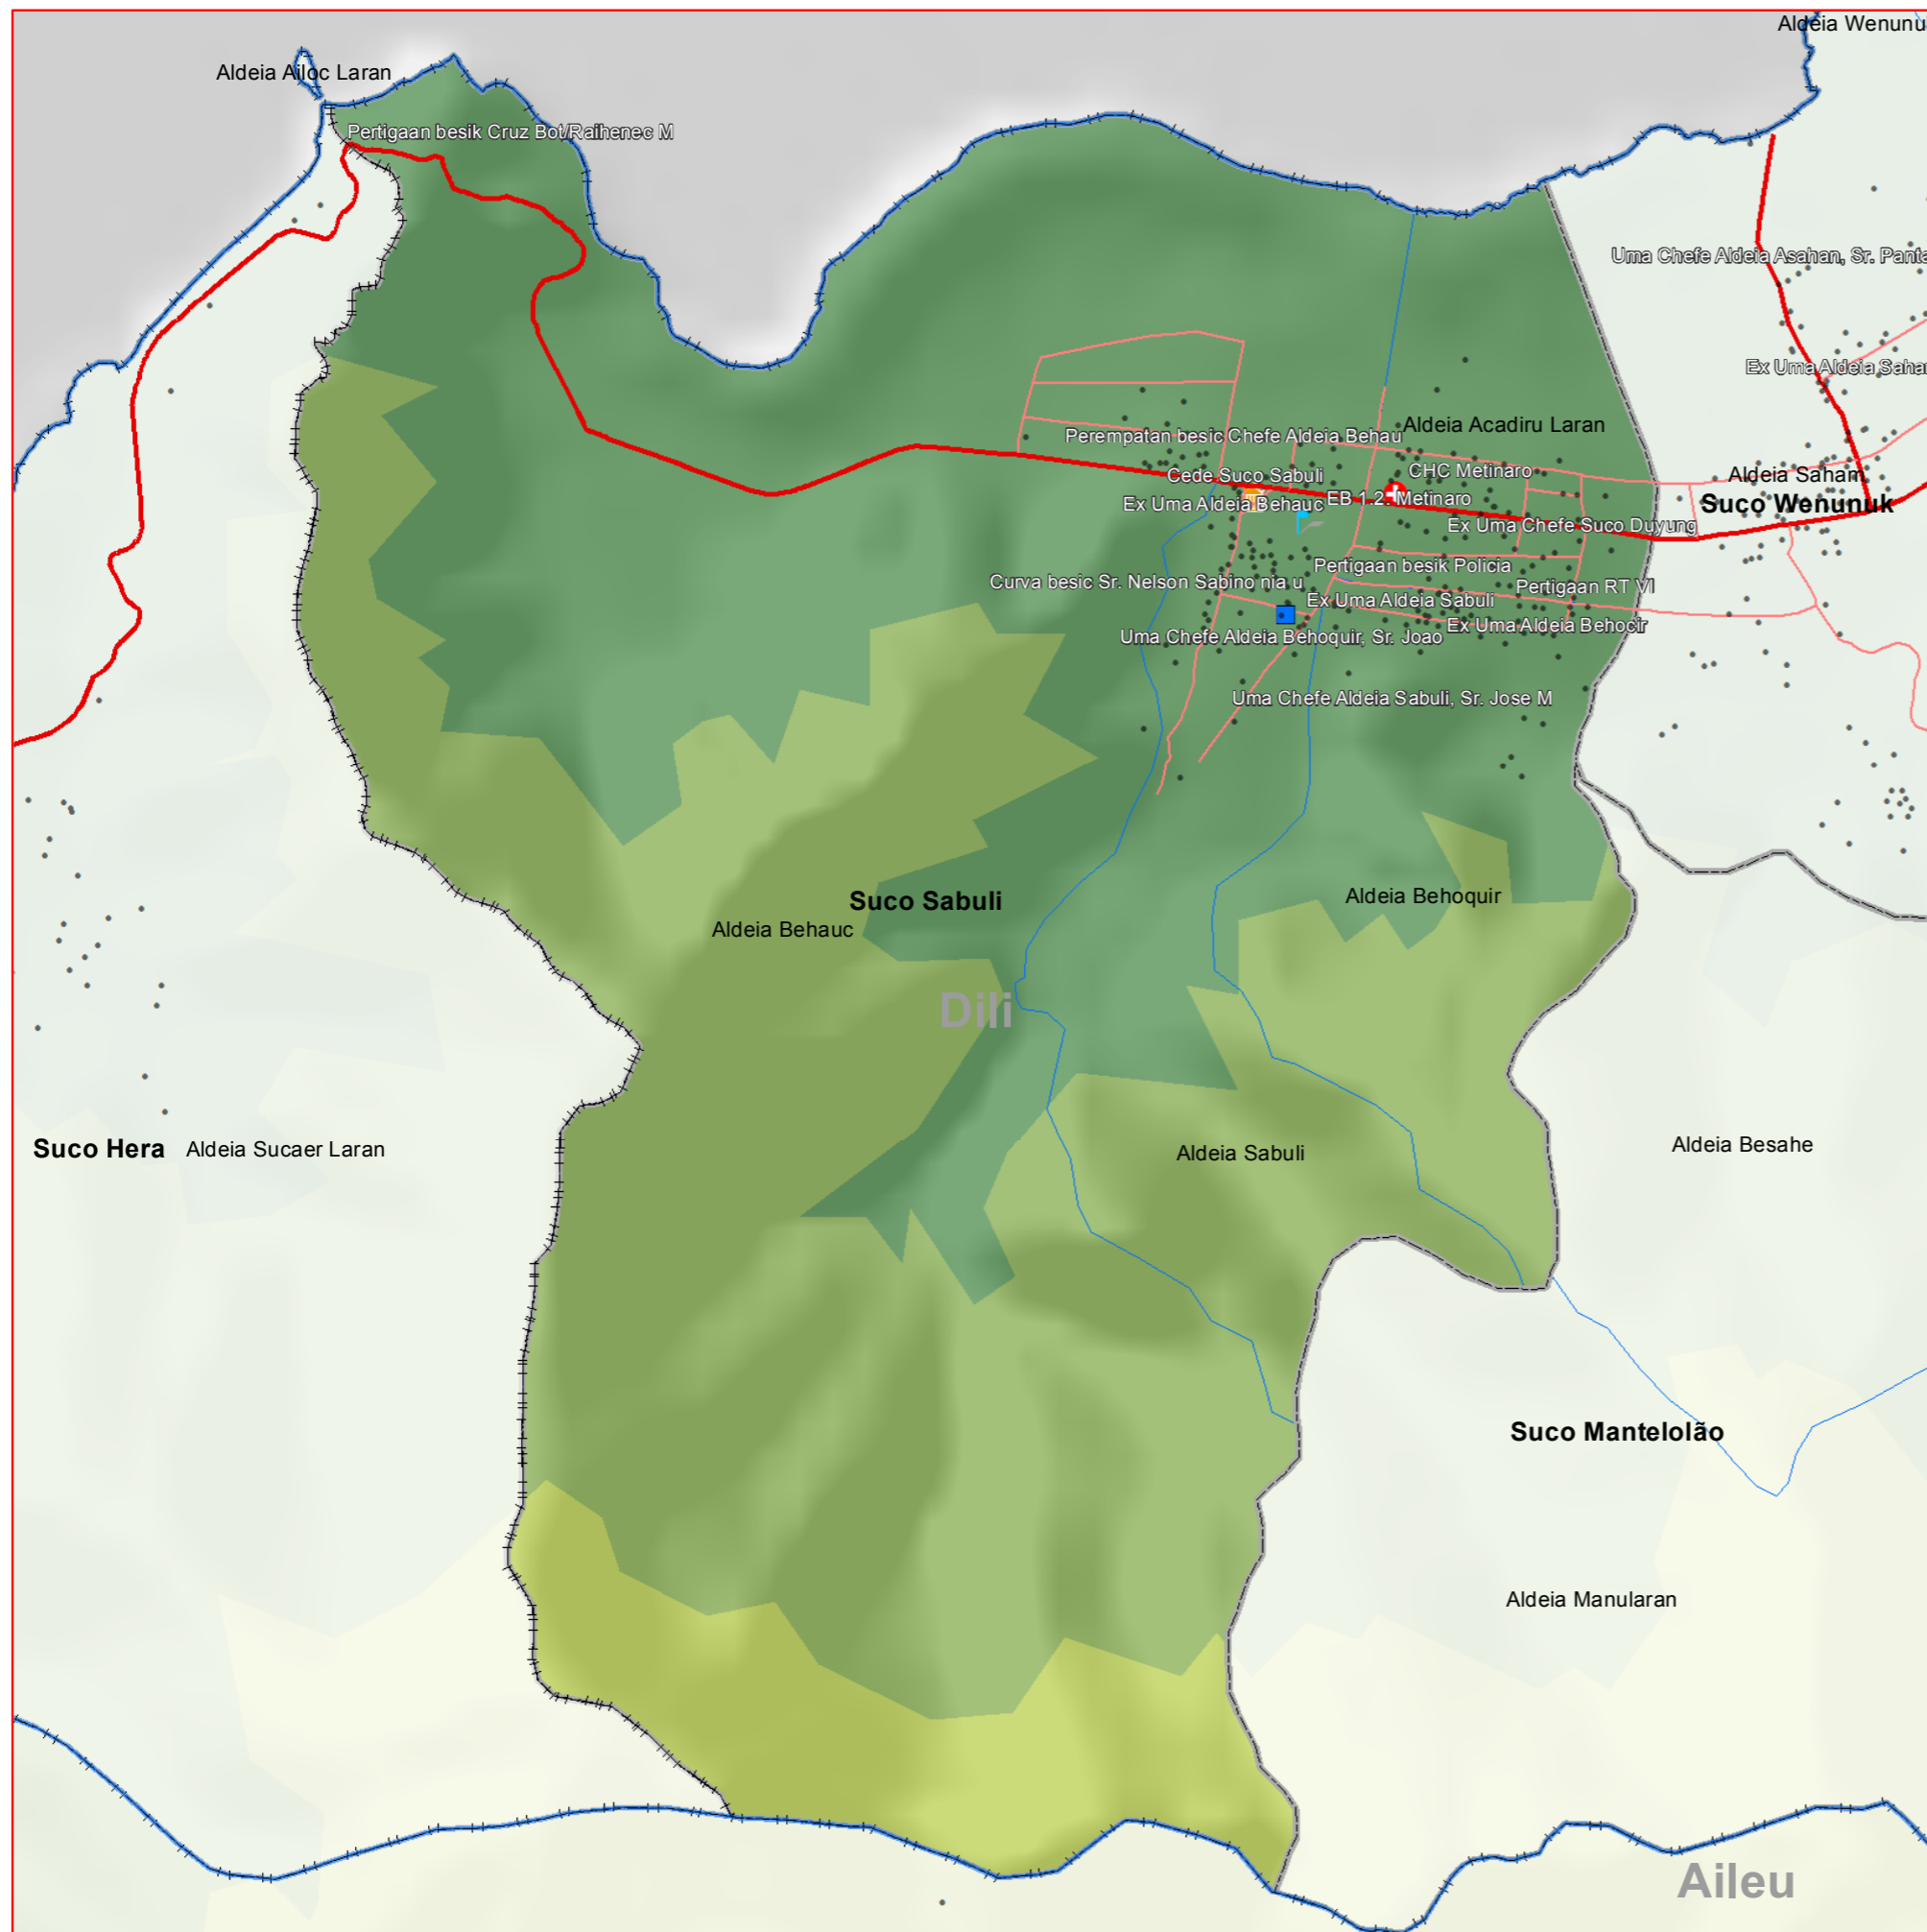 Aldeia Wenunu
Aldeia Ailoc Laran
Pertigaan besik Cruz Bot/Raihenec M
Uma Chefe Aldeia Asahan, Sr. Panta
Ex Uma Aldeia Sahar
Aldeia Acadiru Laran
Perempatan besic Chefe Aldeia Behau
CHC Metinaro
Aldeia Saham
Cede Suco Sabuli
EB 1.2. Metinaro
Suco Wenunuk
Ex Uma Aldeia Behauc
Ex Uma Chefe Suco Duyung
Pertigaan besik Policia
Curva besic Sr. Nelson Sabino nia u
Pertigaan RT VI
Ex Uma Aldeia Sabuli
Ex Uma Aldeia Behocir
Uma Chefe Aldeia Behoquir, Sr. Joao
Uma Chefe Aldeia Sabuli, Sr. Jose M
Aldeia Behoquir
Suco Sabuli
Aldeia Behauc
Dili
Suco Hera
Aldeia Sucaer Laran
Aldeia Sabuli
Aldeia Besahe
Suco Mantelolão
Aldeia Manularan
Aileu